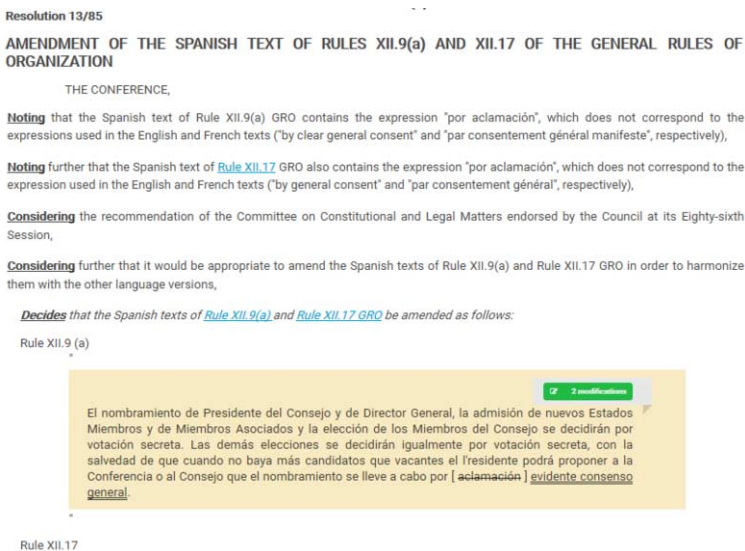 Resolution 13/85
AMENDMENT OF THE SPANISH TEXT OF RULES XII.9(a) AND XII.17 OF THE GENERAL RULES OF
ORGANIZATION
THE CONFERENCE,
Noting that the Spanish text of Rule XII.9(a) GRO contains the expression "por aclamación", which does not correspond to the
expressions used in the English and French texts ("by clear general consent" and "par consentement général manifeste", respectively),
Noting further that the Spanish text of Rule XII.17 GRO also contains the expression "por aclamación", which does not correspond to the
expression used in the English and French texts ("by general consent" and "par consentement général", respectively),
Considering the recommendation of the Committee on Constitutional and Legal Matters endorsed by the Council at its Eighty-sixth
Session,
Considering further that it would be appropriate to amend the Spanish texts of Rule XII.9(a) and Rule XII.17 GRO in order to harmonize
them with the other language versions,
Decides that the Spanish texts of Rule XII.9(a) and Rule XII.17 GRO be amended as follows:
Rule XII.9 (a)
"
2 modifications
El nombramiento de Presidente del Consejo y de Director General, la admisión de nuevos Estados
Miembros y de Miembros Asociados y la elección de los Miembros del Consejo se decidirán por
votación secreta. Las demás elecciones se decidirán igualmente por votación secreta, con la
salvedad de que cuando no baya más candidatos que vacantes el l'residente podrá proponer a la
Conferencia o al Consejo que el nombramiento se lleve a cabo por [ aclamación ] evidente consenso
general.
"
Rule XII.17